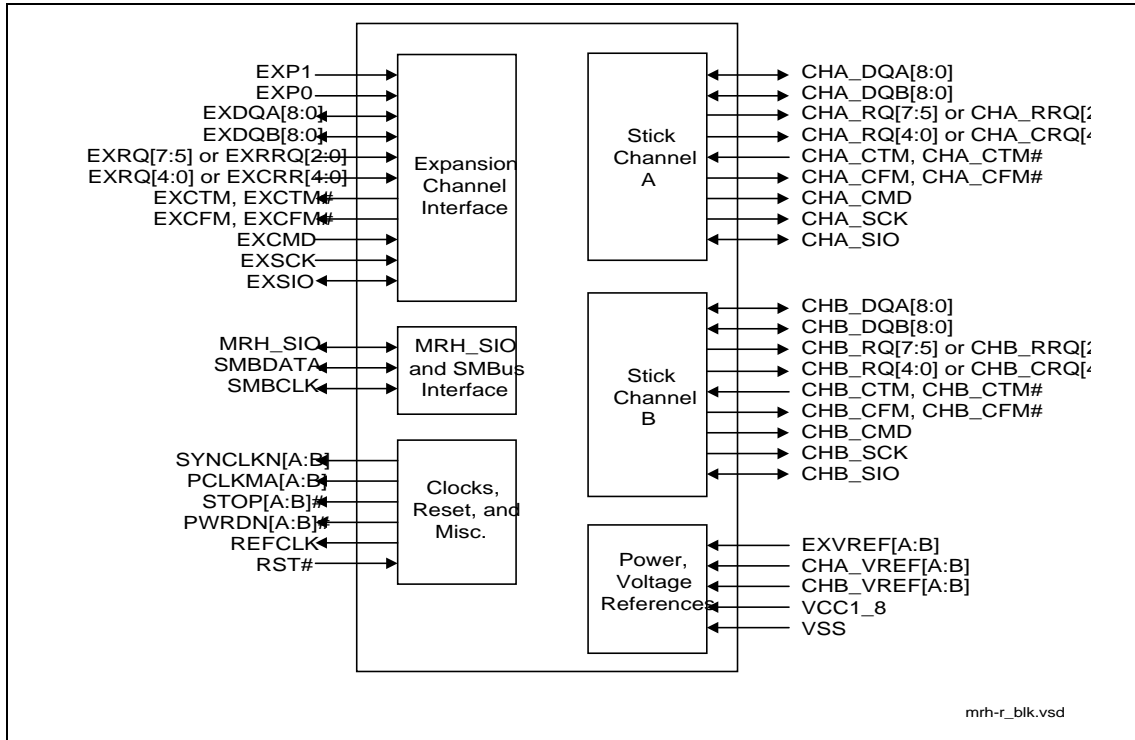 EXP1
EXP0
EXDQA[8:0]
EXDQB[8:0]
EXRQ[7:5] or EXRRQ[2:0]
EXRQ[4:0] or EXCRR[4:0]
EXCTM, EXCTM#
EXCFM, EXCFM#
EXCMD
EXSCK
EXSIO
Expansion
Channel
Interface
MRH_SIO
SMBDATA
SMBCLK
MRH_SIO
and SMBus
Interface
SYNCLKN[A:B]
PCLKMA[A:B]
STOP[A:B]#
PWRDN[A:B]#
REFCLK
RST#
Clocks,
Reset, and
Misc.
Stick
Channel
A
CHA_DQA[8:0]
CHA_DQB[8:0]
CHA_RQ[7:5] or CHA_RRQ[2
CHA_RQ[4:0] or CHA_CRQ[4
CHA_CTM, CHA_CTM#
CHA_CFM, CHA_CFM#
CHA_CMD
CHA_SCK
CHA_SIO
Stick
Channel
B
CHB_DQA[8:0]
CHB_DQB[8:0]
CHB_RQ[7:5] or CHB_RRQ[2
CHB_RQ[4:0] or CHB_CRQ[4
CHB_CTM, CHB_CTM#
CHB_CFM, CHB_CFM#
CHB_CMD
CHB_SCK
CHB_SIO
Power,
Voltage
References
EXVREF[A:B]
CHA_VREF[A:B]
CHB_VREF[A:B]
VCC1_8
VSS
mrh-r_blk.vsd